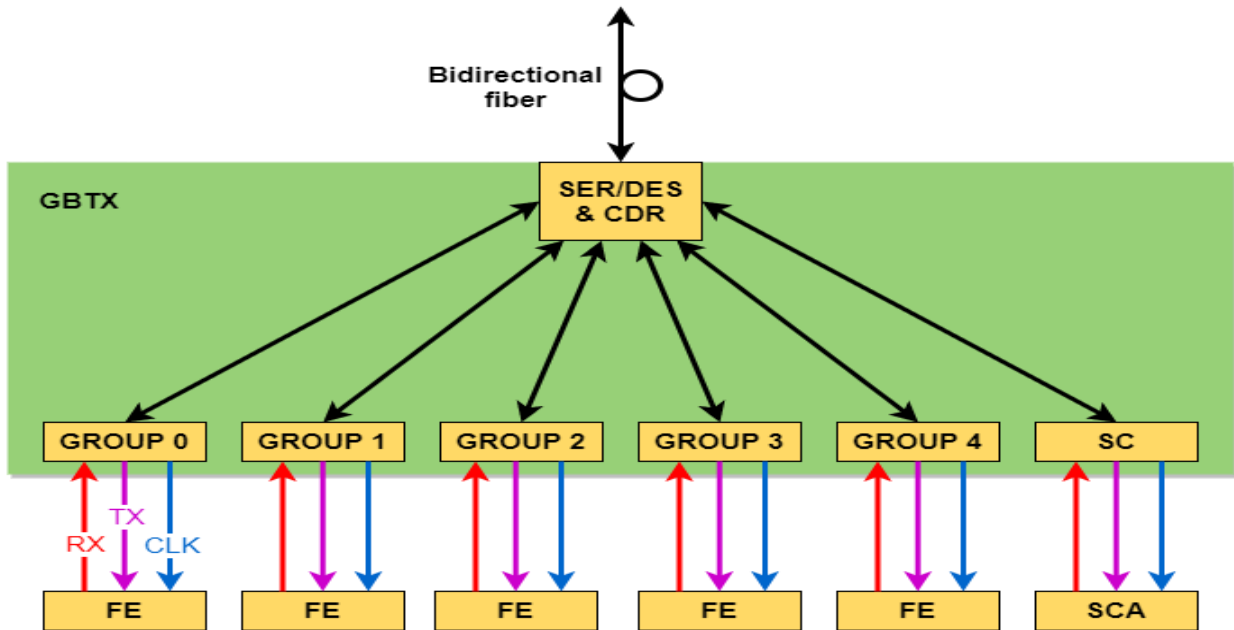 Bidirectional
fiber
SER/DES
& CDR
GBTX
GROUP 0
GROUP 1
GROUP 2
GROUP 3
GROUP 4
SC
TX
RX
CLK
FE
FE
FE
FE
FE
SCA